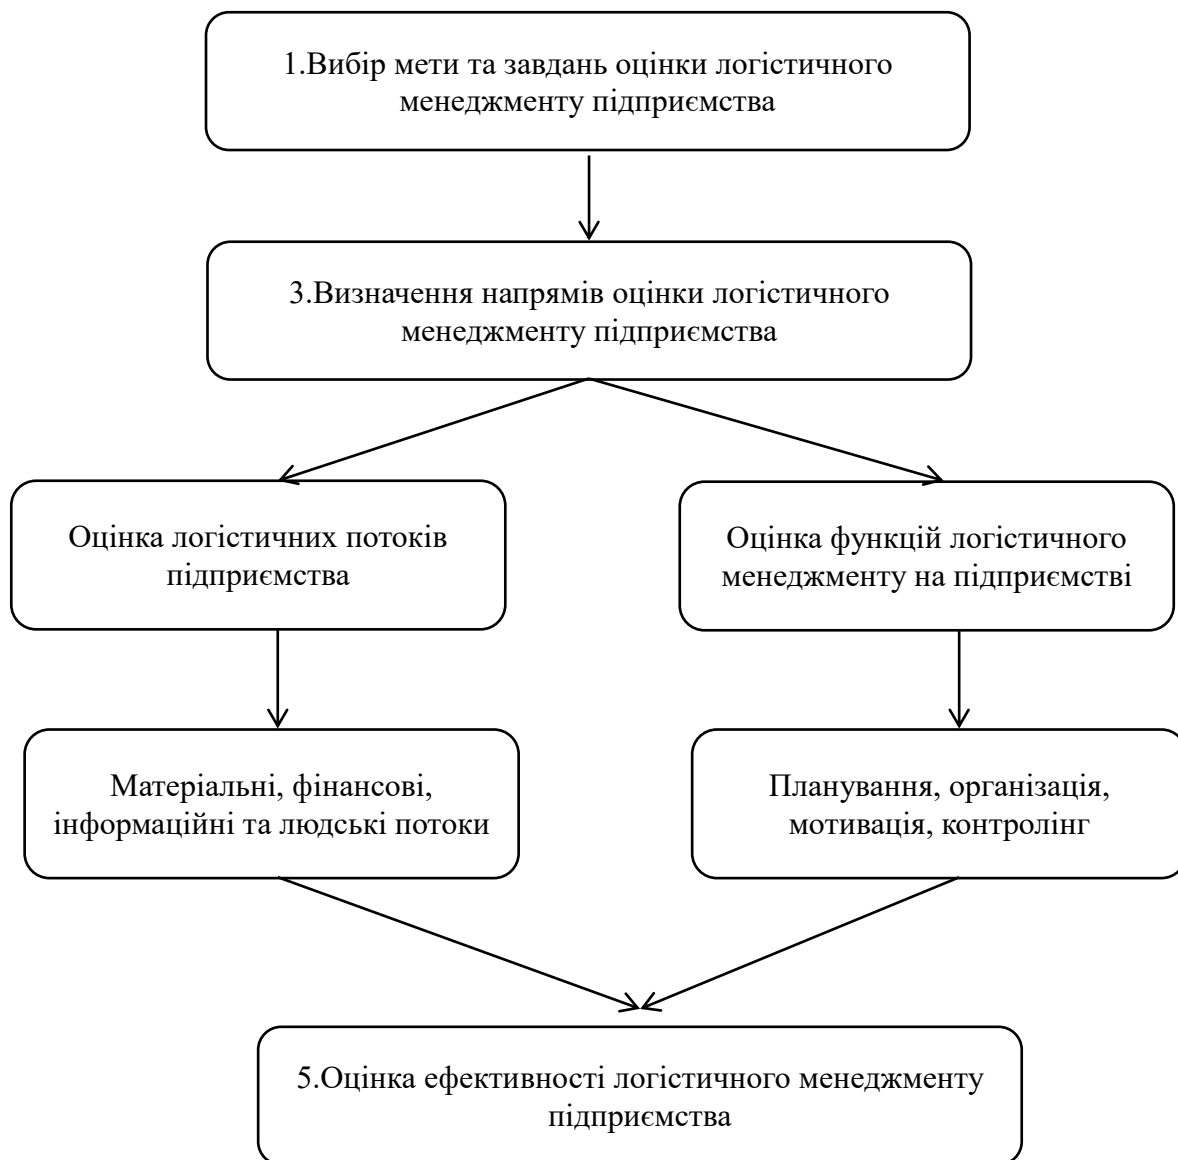 1.Вибір мети та завдань оцінки логістичного
менеджменту підприємства
3.Визначення напрямів оцінки логістичного
менеджменту підприємства
Оцінка логістичних потоків
підприємства
Оцінка функцій логістичного
менеджменту на підприємстві
Матеріальні, фінансові,
інформаційні та людські потоки
Планування, організація,
мотивація, контролінг
5.Оцінка ефективності логістичного менеджменту
підприємства